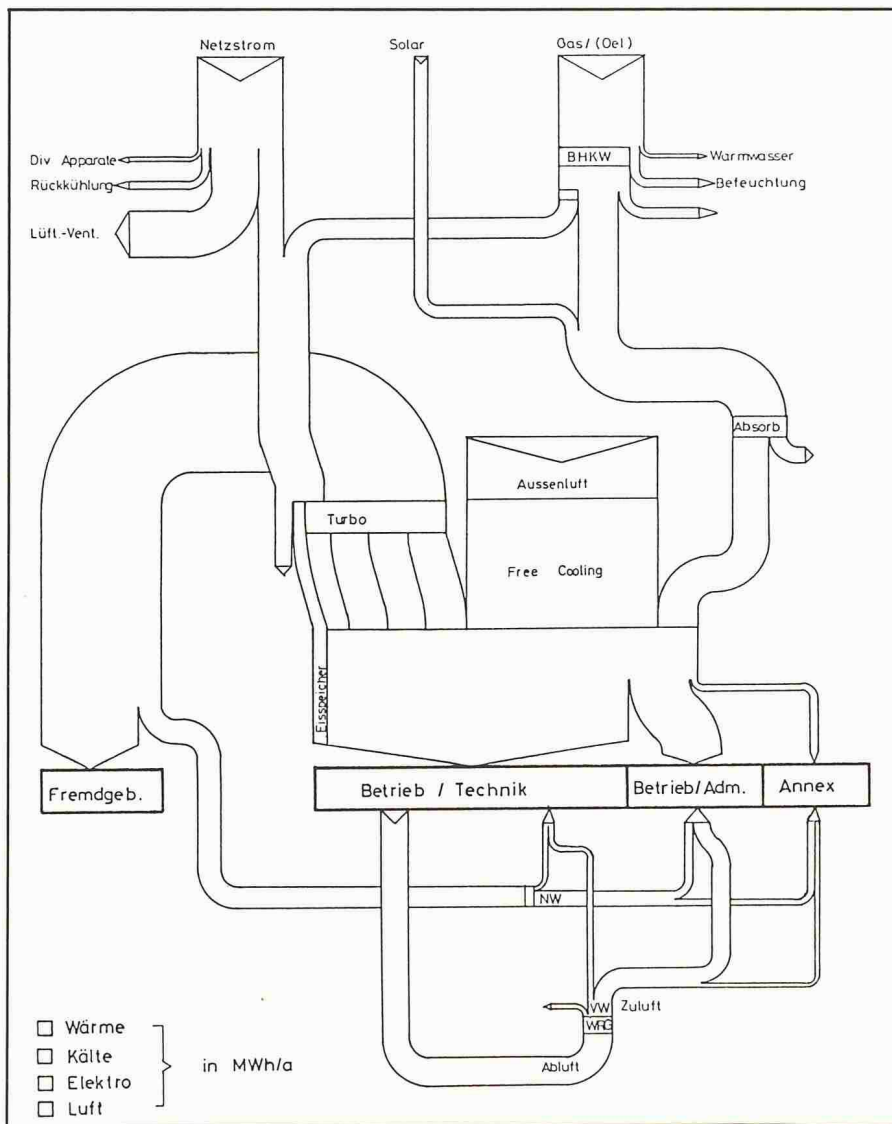 Netzstrom
Solar
Gas/(Oel)
Div Apparate
BHKW
Warmwasser
Rückkühlung
Befeuchtung
Lüft.-Vent.
Absorb.
Aussenluft
Turbo
Free Cooling
Eisspeicher
Fremdgeb.
Betrieb / Technik
Betrieb/Adm.
Annex
NW
VW
Zuluft
WRG
Abluft
Wärme
Kälte
Elektro
Luft
in MWh/a